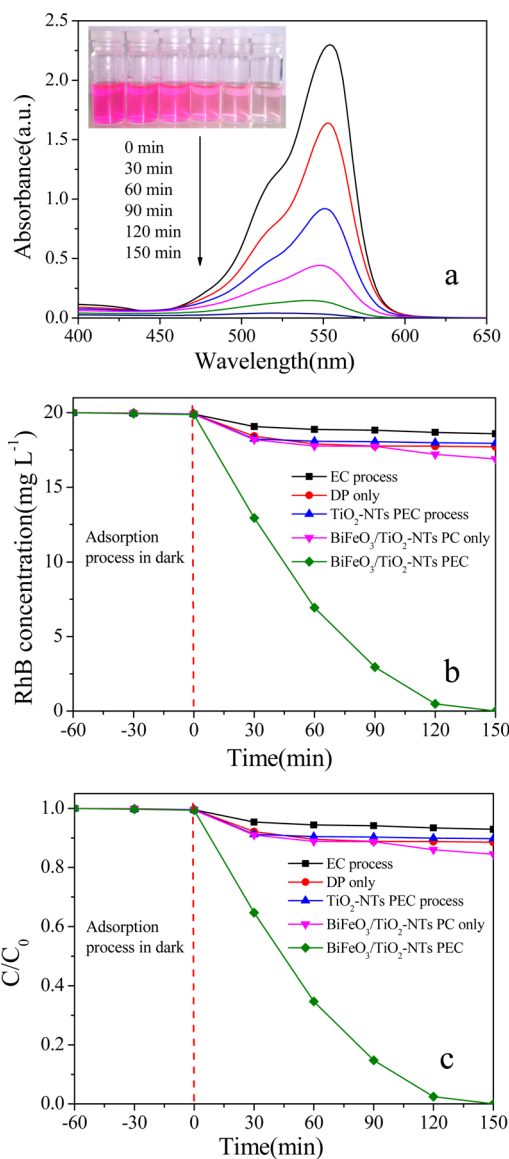 2.5
2.0
1.5
1.0
0.5
0.0
Absorbance(a.u.)
0 min
30 min
60 min
90 min
120 min
150 min
a
400 450 500 550 600 650
Wavelength(nm)
20
15
10
5
0
RhB concentration(mg L⁻¹)
Adsorption
process in dark
EC process
DP only
TiO₂-NTs PEC process
BiFeO₃/TiO₂-NTs PC only
BiFeO₃/TiO₂-NTs PEC
b
-60 -30 0 30 60 90 120 150
Time(min)
1.0
0.8
0.6
0.4
0.2
0.0
C/C₀
Adsorption
process in dark
EC process
DP only
TiO₂-NTs PEC process
BiFeO₃/TiO₂-NTs PC only
BiFeO₃/TiO₂-NTs PEC
c
-60 -30 0 30 60 90 120 150
Time(min)